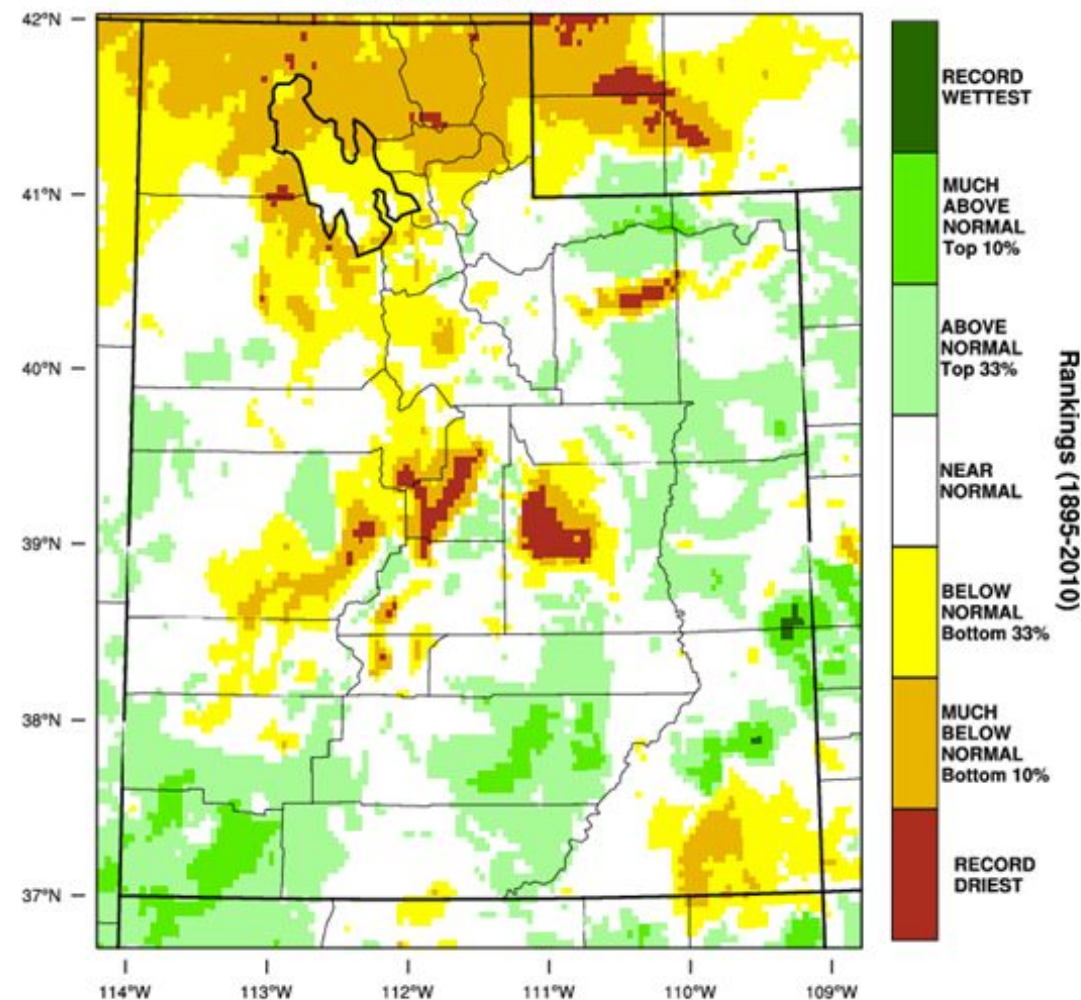 42°N
41°N
40°N
39°N
38°N
37°N
114°W
113°W
112°W
111°W
110°W
109°W
RECORD
WETTEST
MUCH
ABOVE
NORMAL
Top 10%
ABOVE
NORMAL
Top 33%
NEAR
NORMAL
BELOW
NORMAL
Bottom 33%
MUCH
BELOW
NORMAL
Bottom 10%
RECORD
DRIEST
Rankings (1895-2010)